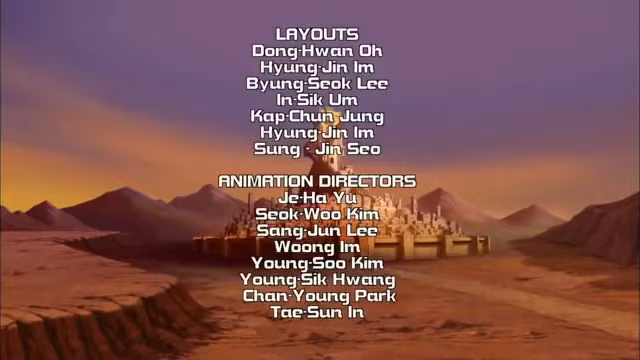 LAYOUTS
Dong-Hwan Oh
Hyung-Jin Im
Byung-Seok Lee
In-Sik Um
Kap-Chun Jung
Hyung-Jin Im
Sung - Jin Seo
ANIMATION DIRECTORS
Je-Ha Yu
Seok-Woo Kim
Sang-Jun Lee
Woong Im
Young-Soo Kim
Young-Sik Hwang
Chan-Young Park
Tae-Sun In